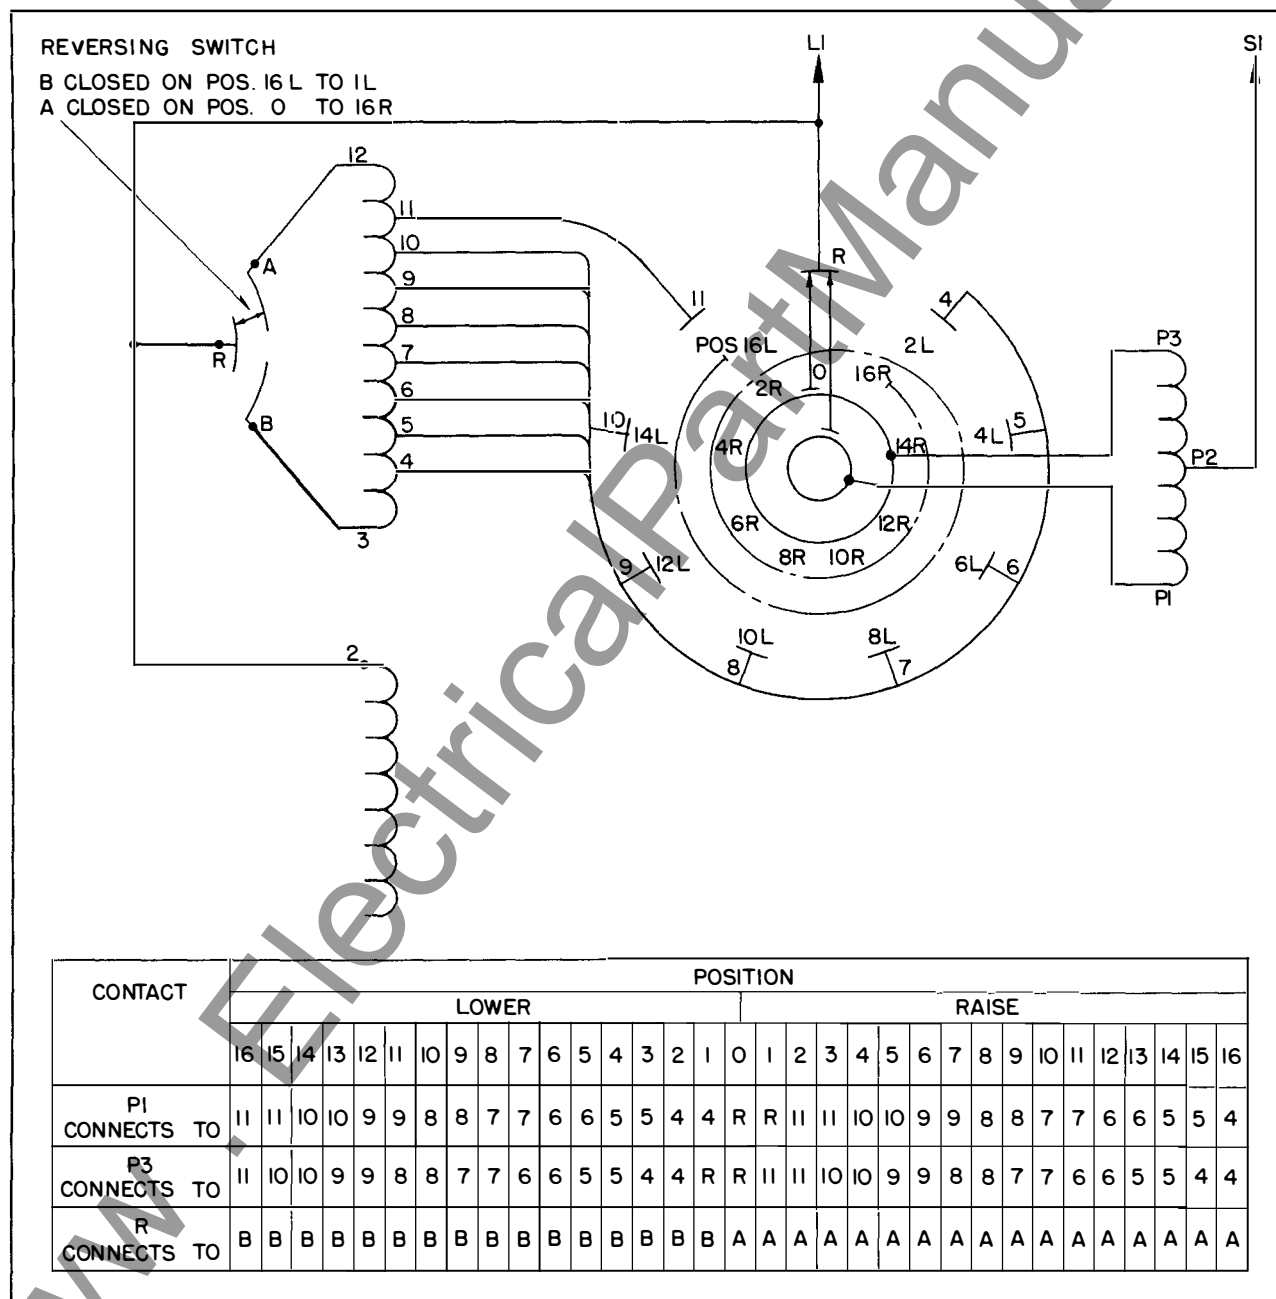 REVERSING SWITCH
B CLOSED ON POS. 16 L TO 1L
A CLOSED ON POS. 0 TO 16R
L1
S1
12
11
10
9
8
7
6
5
4
3
A
R
B
2
R
11
4
POS 16L
2L
P3
0
16R
2R
10
14L
4R
14R
4L
5
P2
6R
12R
9
12L
8R
10R
6L
6
P1
10L
8L
8
7
CONTACT
POSITION
LOWER
RAISE
16 15 14 13 12 11 10 9 8 7 6 5 4 3 2 1 0 1 2 3 4 5 6 7 8 9 10 11 12 13 14 15 16
P1 CONNECTS TO 11 11 10 10 9 9 8 8 7 7 6 6 5 5 4 4 R R 11 11 10 10 9 9 8 8 7 7 6 6 5 5 4
P3 CONNECTS TO 11 10 10 9 9 8 8 7 7 6 6 5 5 4 4 R R 11 11 10 10 9 9 8 8 7 7 6 6 5 5 4 4
R CONNECTS TO B B B B B B B B B B B B B B B B A A A A A A A A A A A A A A A A A
ww . ElectricalPartManua